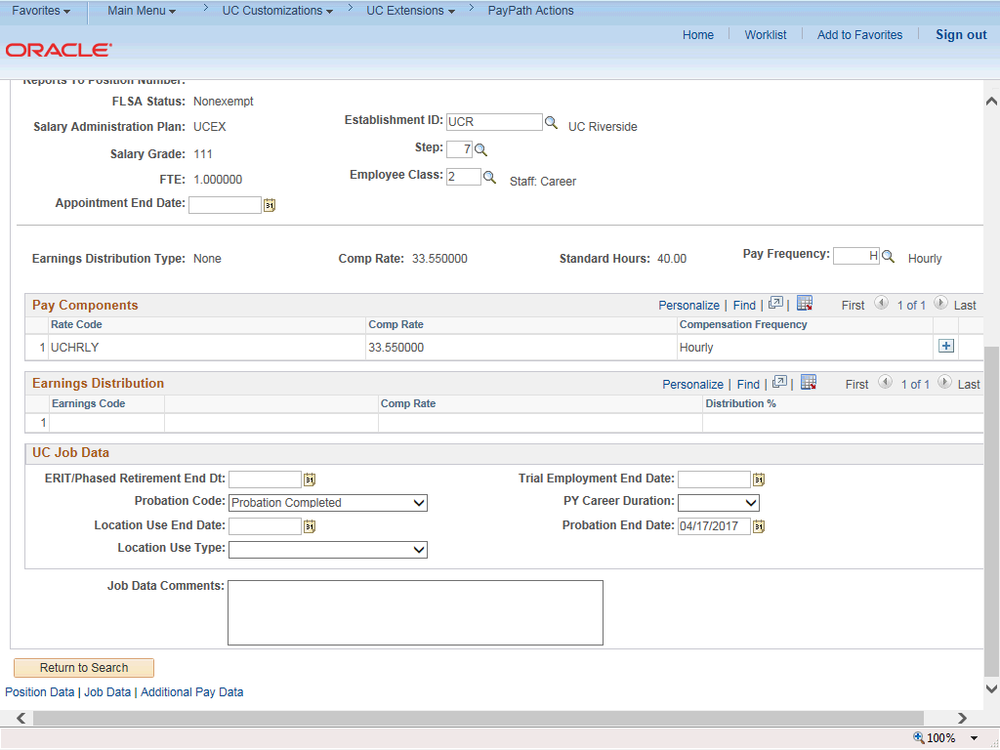 Favorites Main Menu > UC Customizations > UC Extensions > PayPath Actions
Home Worklist Add to Favorites Sign out
ORACLE
Reports To Position Number:
FLSA Status: Nonexempt
Establishment ID: UCR UC Riverside
Salary Administration Plan: UCEX
Step: 7
Salary Grade: 111
Employee Class: 2 Staff: Career
FTE: 1.000000
Appointment End Date:
Earnings Distribution Type: None Comp Rate: 33.550000 Standard Hours: 40.00 Pay Frequency: H Hourly
Pay Components Personalize | Find | | First 1 of 1 Last
Rate Code Comp Rate Compensation Frequency
1 UCHRLY 33.550000 Hourly
Earnings Distribution Personalize | Find | | First 1 of 1 Last
Earnings Code Comp Rate Distribution %
1
UC Job Data
ERIT/Phased Retirement End Dt: Trial Employment End Date:
Probation Code: Probation Completed PY Career Duration:
Location Use End Date: Probation End Date: 04/17/2017
Location Use Type:
Job Data Comments:
Return to Search
Position Data | Job Data | Additional Pay Data
100%